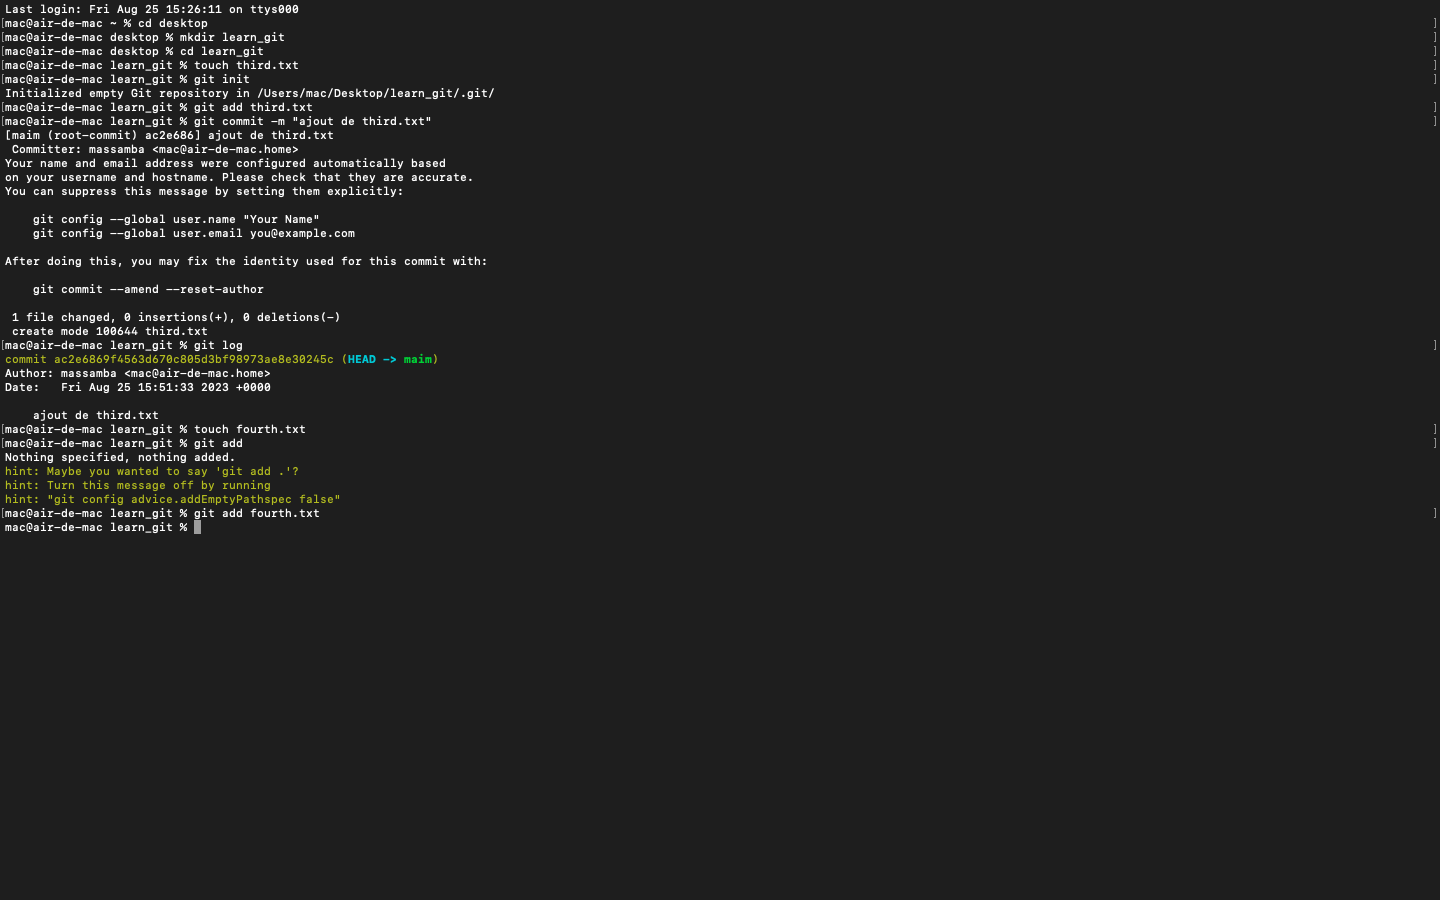 Last login: Fri Aug 25 15:26:11 on ttys000
[mac@air-de-mac ~ % cd desktop ]
[mac@air-de-mac desktop % mkdir learn_git ]
[mac@air-de-mac desktop % cd learn_git ]
[mac@air-de-mac learn_git % touch third.txt ]
[mac@air-de-mac learn_git % git init ]
Initialized empty Git repository in /Users/mac/Desktop/learn_git/.git/
[mac@air-de-mac learn_git % git add third.txt ]
[mac@air-de-mac learn_git % git commit -m "ajout de third.txt" ]
[maim (root-commit) ac2e686] ajout de third.txt
 Committer: massamba <mac@air-de-mac.home>
Your name and email address were configured automatically based
on your username and hostname. Please check that they are accurate.
You can suppress this message by setting them explicitly:

    git config --global user.name "Your Name"
    git config --global user.email you@example.com

After doing this, you may fix the identity used for this commit with:

    git commit --amend --reset-author

 1 file changed, 0 insertions(+), 0 deletions(-)
 create mode 100644 third.txt
[mac@air-de-mac learn_git % git log ]
commit ac2e6869f4563d670c805d3bf98973ae8e30245c (HEAD -> maim)
Author: massamba <mac@air-de-mac.home>
Date:   Fri Aug 25 15:51:33 2023 +0000

    ajout de third.txt
[mac@air-de-mac learn_git % touch fourth.txt ]
[mac@air-de-mac learn_git % git add ]
Nothing specified, nothing added.
hint: Maybe you wanted to say 'git add .'?
hint: Turn this message off by running
hint: "git config advice.addEmptyPathspec false"
[mac@air-de-mac learn_git % git add fourth.txt ]
mac@air-de-mac learn_git %